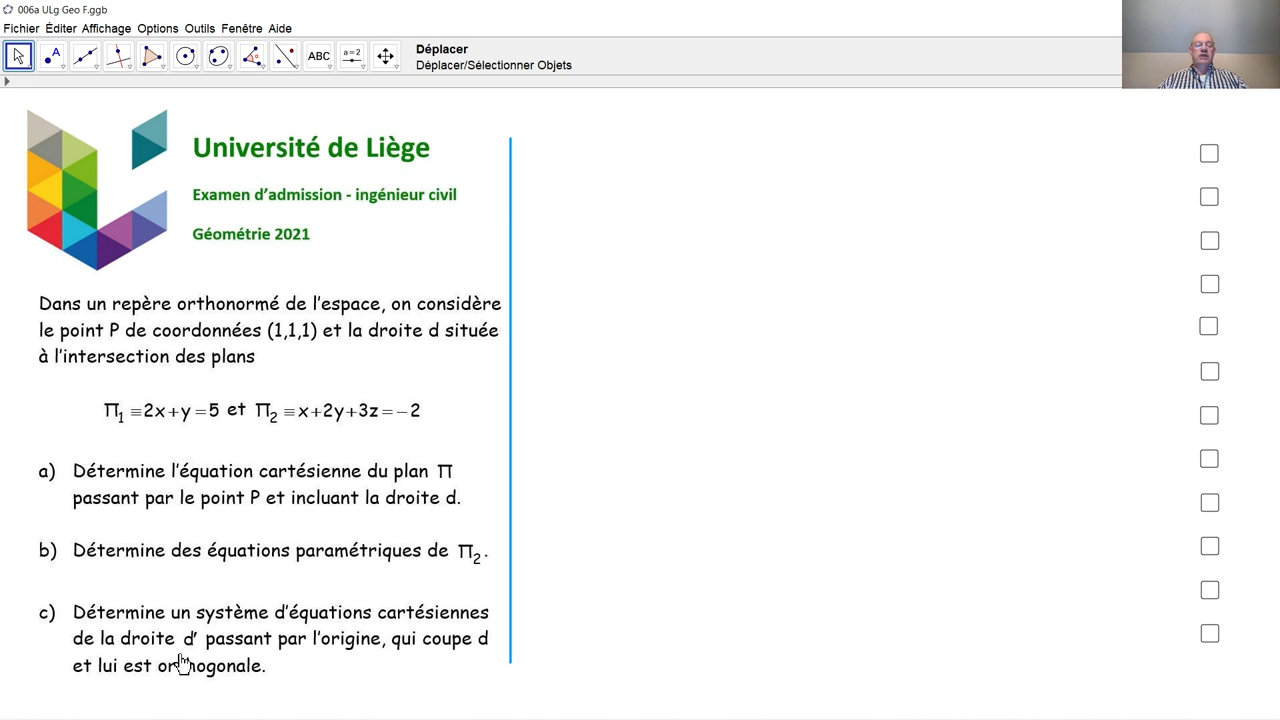 006a ULg Geo F.ggb
Fichier Éditer Affichage Options Outils Fenêtre Aide
A
ABC
a=2
Déplacer
Déplacer/Sélectionner Objets
Université de Liège
Examen d'admission - ingénieur civil
Géométrie 2021
Dans un repère orthonormé de l'espace, on considère
le point P de coordonnées (1,1,1) et la droite d située
à l'intersection des plans
Π₁ ≡ 2x+y = 5 et Π₂ ≡ x+2y+3z = −2
a) Détermine l'équation cartésienne du plan Π
passant par le point P et incluant la droite d.
b) Détermine des équations paramétriques de Π₂.
c) Détermine un système d'équations cartésiennes
de la droite d' passant par l'origine, qui coupe d
et lui est orthogonale.